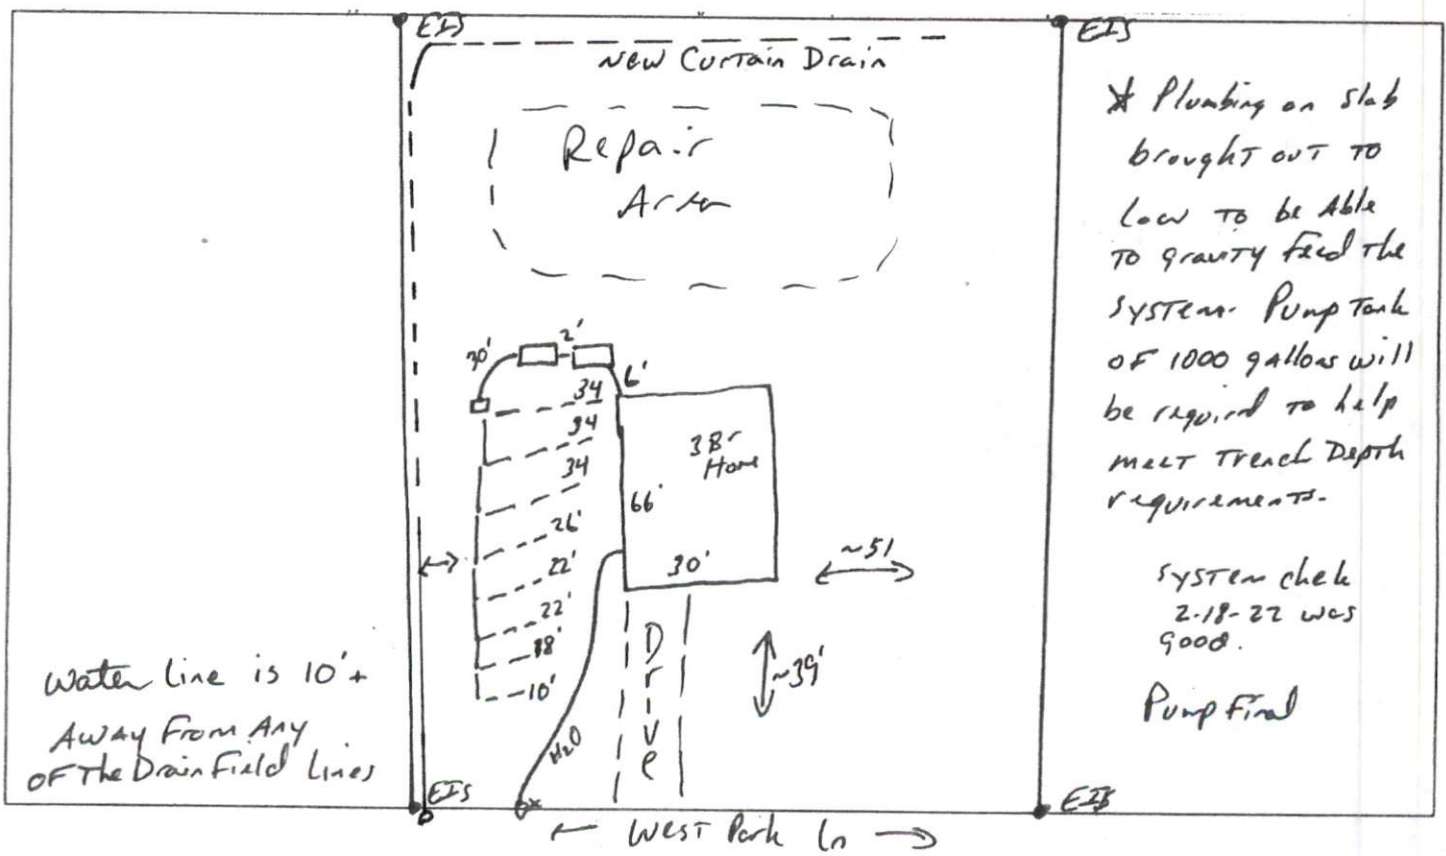 EIS
EIS
New Curtain Drain
Repair
Area
* Plumbing on Slab
brought out to
Low to be Able
to gravity feed the
system. Pump Tank
of 1000 gallons will
be required to help
meet Trench Depth
requirements.
System chek
2-18-22 was
good.
Pump Final
30'
2'
6'
34
34
34
26'
22'
22'
18'
10'
3 Br
Home
66'
30'
~51
~39'
Drive
H2O
Water Line is 10'+
Away From Any
of The Drain Field Lines
EIS
EIS
← West Park Ln →